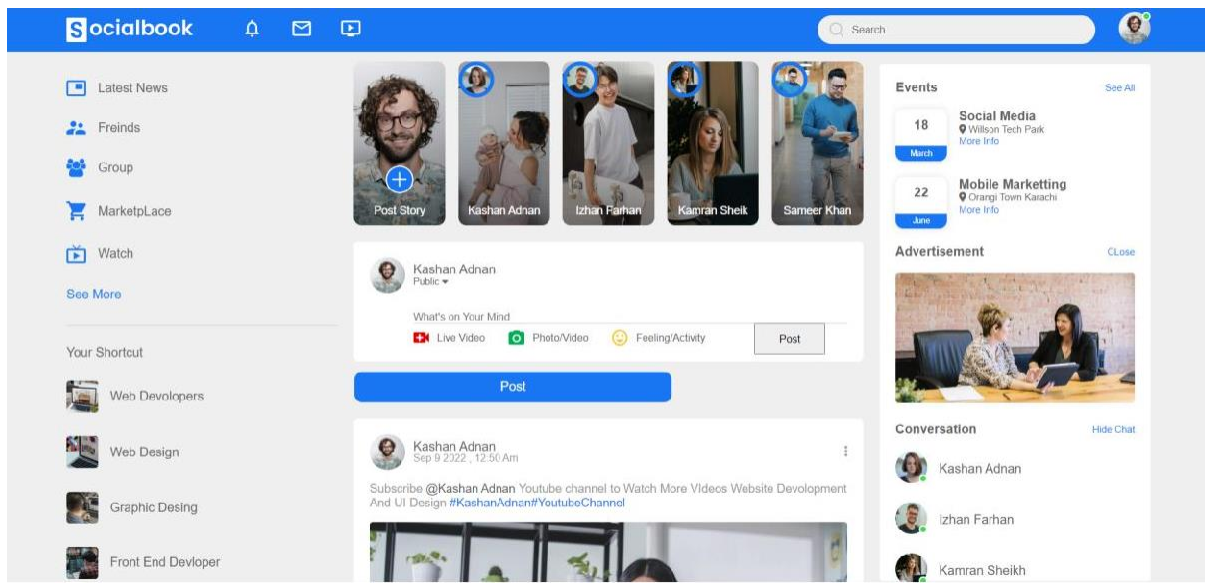 Socialbook
Search
Latest News
Freinds
Group
MarketpLace
Watch
See More
Your Shortcut
Web Devolopers
Web Design
Graphic Desing
Front End Devloper
Post Story
Kashan Adnan
Izhan Farhan
Kamran Sheik
Sameer Khan
Kashan Adnan
Public
What's on Your Mind
Live Video
Photo/Video
Feeling/Activity
Post
Post
Kashan Adnan
Sep 9 2022 , 12:50 Am
Subscribe @Kashan Adnan Youtube channel to Watch More VIdeos Website Devolopment
And UI Design #KashanAdnan#YoutubeChannel
Events
See All
18
March
Social Media
Willson Tech Park
More Info
22
June
Mobile Marketting
Orangi Town Karachi
More Info
Advertisement
CLose
Conversation
Hide Chat
Kashan Adnan
Izhan Farhan
Kamran Sheikh